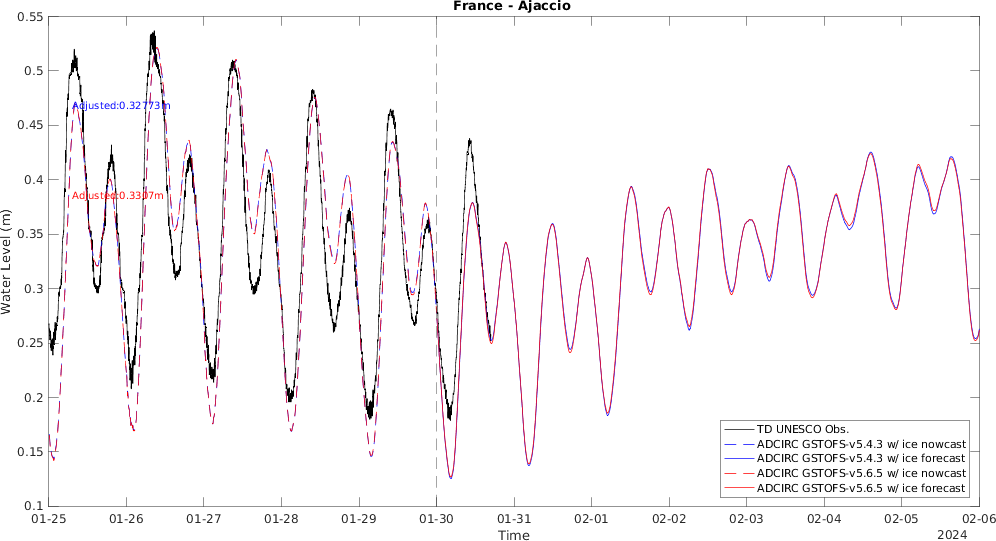 France - Ajaccio
0.55
0.5
0.45
0.4
0.35
0.3
0.25
0.2
0.15
0.1
Water Level (m)
Adjusted:0.32773m
Adjusted:0.3307m
TD UNESCO Obs.
ADCIRC GSTOFS-v5.4.3 w/ ice nowcast
ADCIRC GSTOFS-v5.4.3 w/ ice forecast
ADCIRC GSTOFS-v5.6.5 w/ ice nowcast
ADCIRC GSTOFS-v5.6.5 w/ ice forecast
01-25 01-26 01-27 01-28 01-29 01-30 01-31 02-01 02-02 02-03 02-04 02-05 02-06
Time
2024